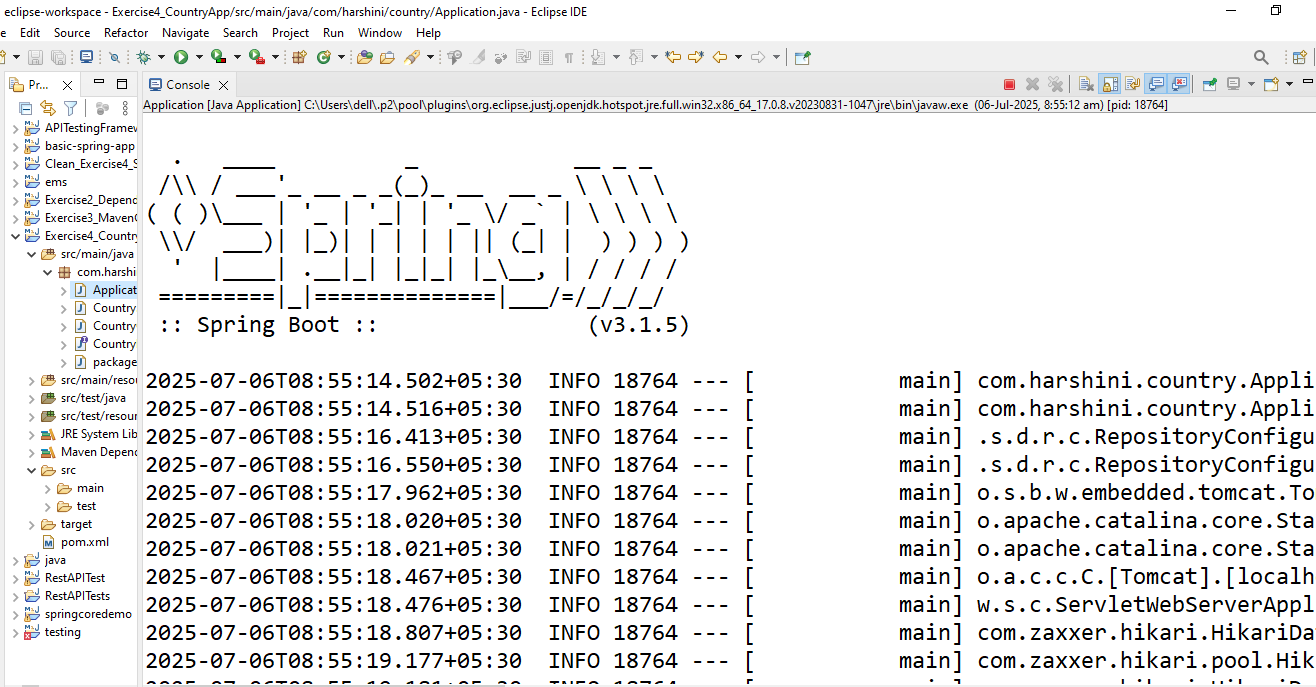 eclipse-workspace - Exercise4_CountryApp/src/main/java/com/harshini/country/Application.java - Eclipse IDE
e Edit Source Refactor Navigate Search Project Run Window Help
Pr...
APITestingFramew
basic-spring-app
Clean_Exercise4_S
ems
Exercise2_Depend
Exercise3_MavenC
Exercise4_Country
src/main/java
com.harshi
Applicat
Country
Country
Country
package
src/main/resou
src/test/java
src/test/resour
JRE System Lib
Maven Depend
src
main
test
target
pom.xml
java
RestAPITest
RestAPITests
springcoredemo
testing
Console
Application [Java Application] C:\Users\dell\.p2\pool\plugins\org.eclipse.justj.openjdk.hotspot.jre.full.win32.x86_64_17.0.8.v20230831-1047\jre\bin\javaw.exe (06-Jul-2025, 8:55:12 am) [pid: 18764]
  .   ____          _            __ _ _
 /\\ / ___'_ __ _ _(_)_ __  __ _ \ \ \ \
( ( )\___ | '_ | '_| | '_ \/ _` | \ \ \ \
 \\/  ___)| |_)| | | | | || (_| |  ) ) ) )
  '  |____| .__|_| |_|_| |_\__, | / / / /
 =========|_|==============|___/=/_/_/_/
 :: Spring Boot ::                (v3.1.5)
2025-07-06T08:55:14.502+05:30  INFO 18764 --- [           main] com.harshini.country.Appli
2025-07-06T08:55:14.516+05:30  INFO 18764 --- [           main] com.harshini.country.Appli
2025-07-06T08:55:16.413+05:30  INFO 18764 --- [           main] .s.d.r.c.RepositoryConfigu
2025-07-06T08:55:16.550+05:30  INFO 18764 --- [           main] .s.d.r.c.RepositoryConfigu
2025-07-06T08:55:17.962+05:30  INFO 18764 --- [           main] o.s.b.w.embedded.tomcat.To
2025-07-06T08:55:18.020+05:30  INFO 18764 --- [           main] o.apache.catalina.core.Sta
2025-07-06T08:55:18.021+05:30  INFO 18764 --- [           main] o.apache.catalina.core.Sta
2025-07-06T08:55:18.467+05:30  INFO 18764 --- [           main] o.a.c.c.C.[Tomcat].[localh
2025-07-06T08:55:18.476+05:30  INFO 18764 --- [           main] w.s.c.ServletWebServerAppl
2025-07-06T08:55:18.807+05:30  INFO 18764 --- [           main] com.zaxxer.hikari.HikariDa
2025-07-06T08:55:19.177+05:30  INFO 18764 --- [           main] com.zaxxer.hikari.pool.Hik